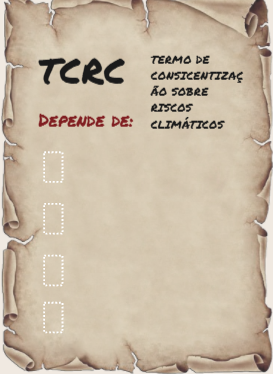 TCRC
TERMO DE
CONSICENTIZAÇ
ÃO SOBRE
RISCOS
CLIMÁTICOS
DEPENDE DE: